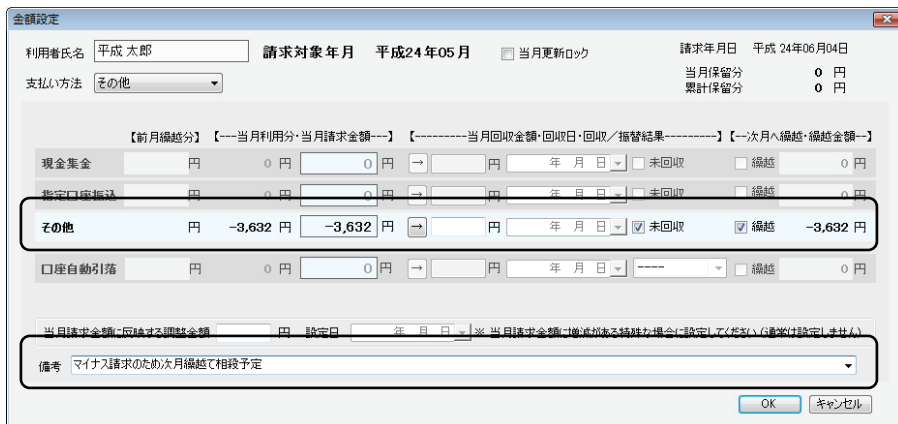 金額設定
利用者氏名 平成 太郎 請求対象年月 平成24年05月 当月更新ロック 請求年月日 平成 24年06月04日
支払い方法 その他 当月保留分 0 円
累計保留分 0 円
【前月繰越分】 【---当月利用分・当月請求金額---】 【---------当月回収金額・回収日・回収／振替結果---------】 【--次月へ繰越・繰越金額--】
現金集金 円 0 円 0 円 → 円 年 月 日 未回収 繰越 0 円
指定口座振込 円 0 円 0 円 → 円 年 月 日 未回収 繰越 0 円
その他 円 -3,632 円 -3,632 円 → 円 年 月 日 未回収 繰越 -3,632 円
口座自動引落 円 0 円 0 円 → 円 年 月 日 ---- 繰越 0 円
当月請求金額に反映する調整金額 円 設定日 年 月 日 ※ 当月請求金額に増減がある特殊な場合に設定してください（通常は設定しません）
備考 マイナス請求のため次月繰越て相殺予定
OK キャンセル